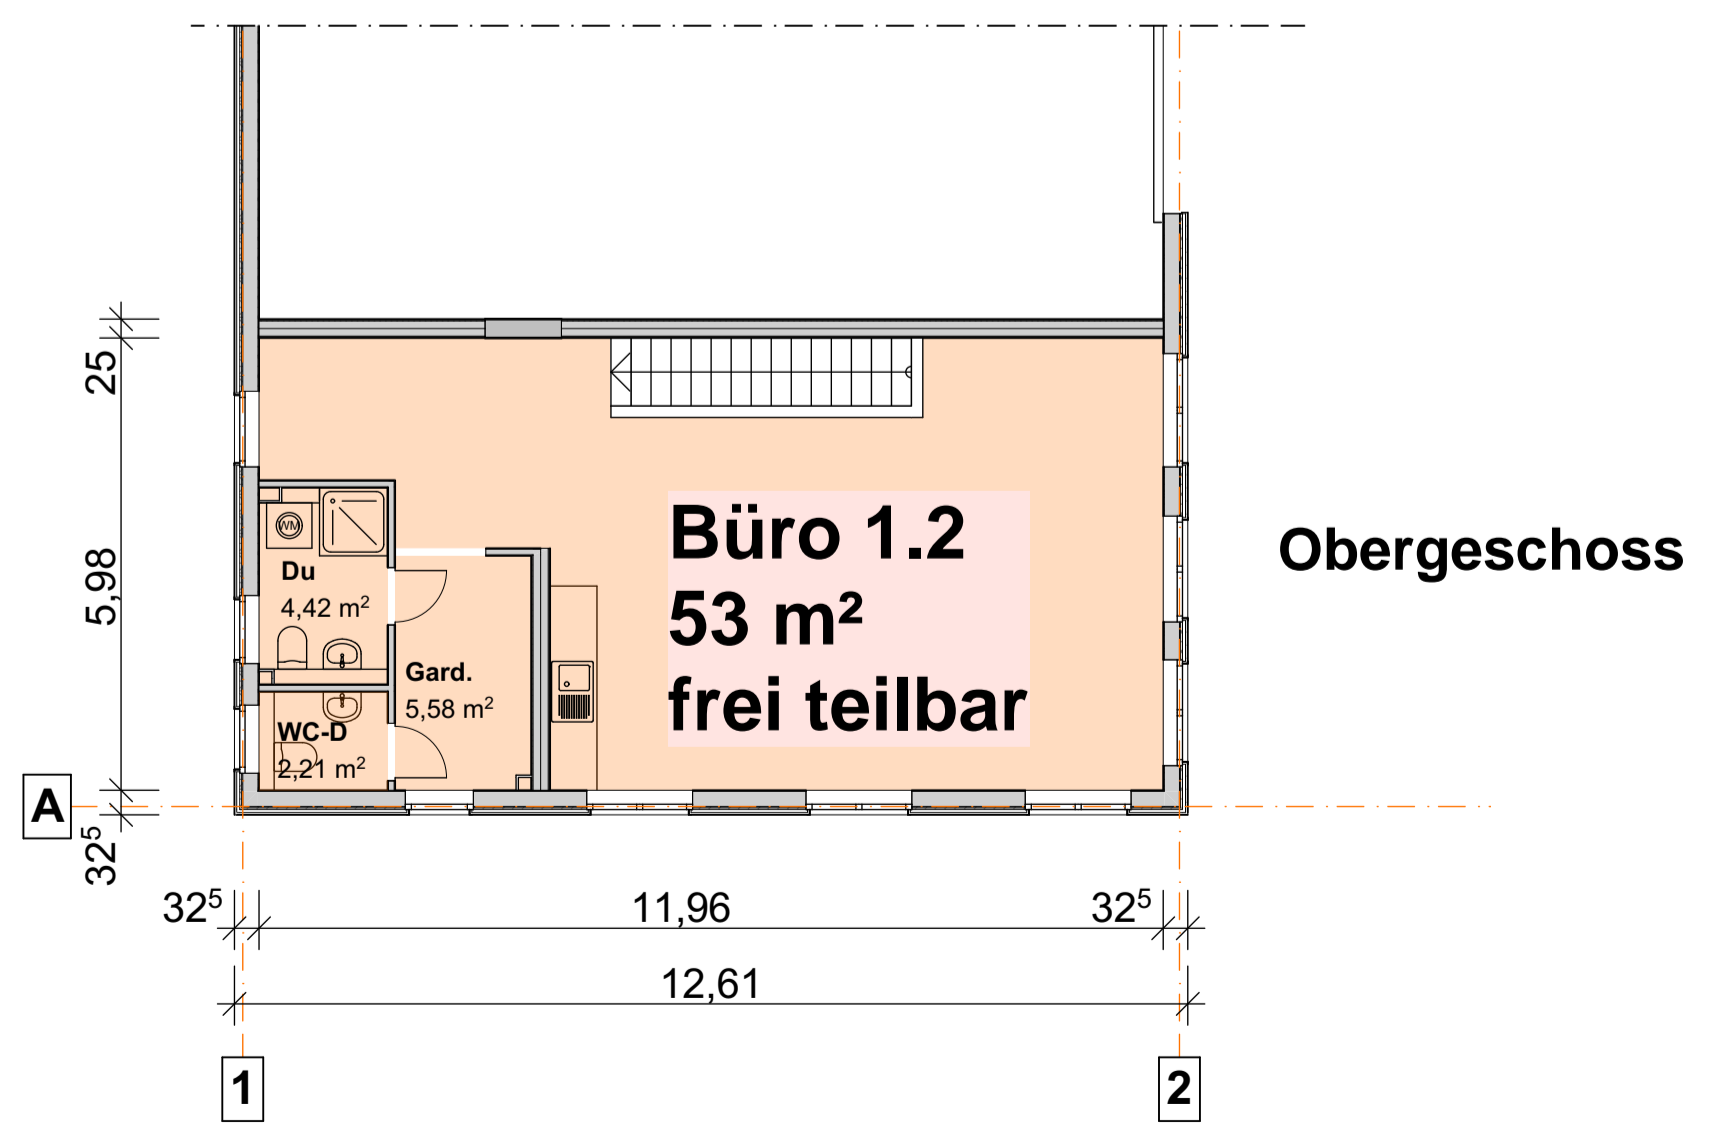 25
5,98
32⁵
A
WM
Du
4,42 m²
Gard.
5,58 m²
WC-D
2,21 m²
Büro 1.2
53 m²
frei teilbar
Obergeschoss
32⁵
11,96
32⁵
12,61
1
2